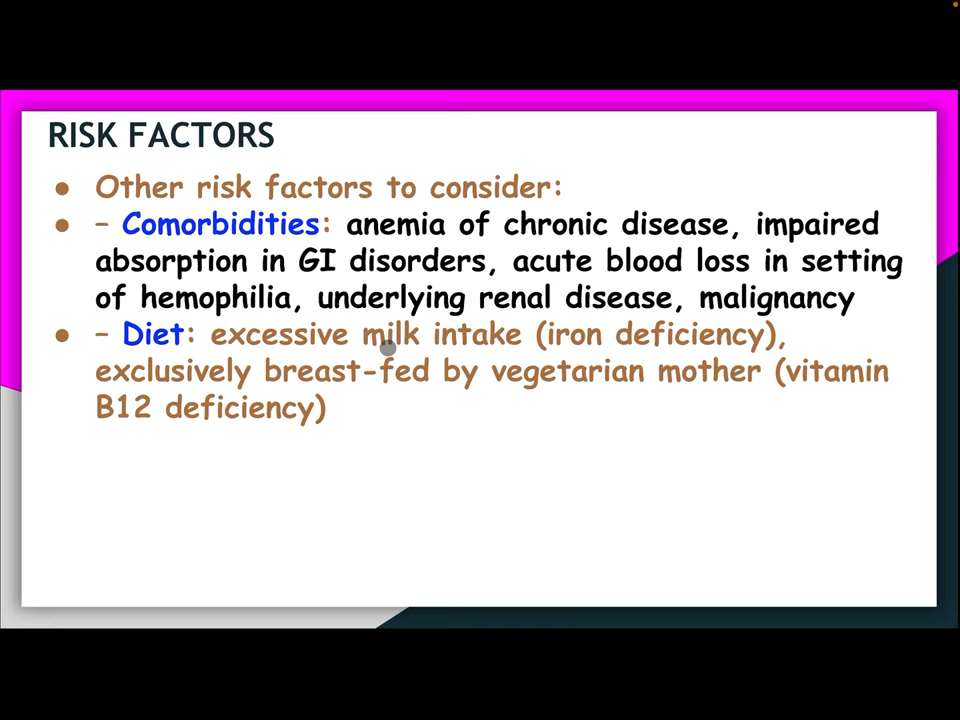 RISK FACTORS
● Other risk factors to consider:
● – Comorbidities: anemia of chronic disease, impaired
absorption in GI disorders, acute blood loss in setting
of hemophilia, underlying renal disease, malignancy
● – Diet: excessive milk intake (iron deficiency),
exclusively breast-fed by vegetarian mother (vitamin
B12 deficiency)